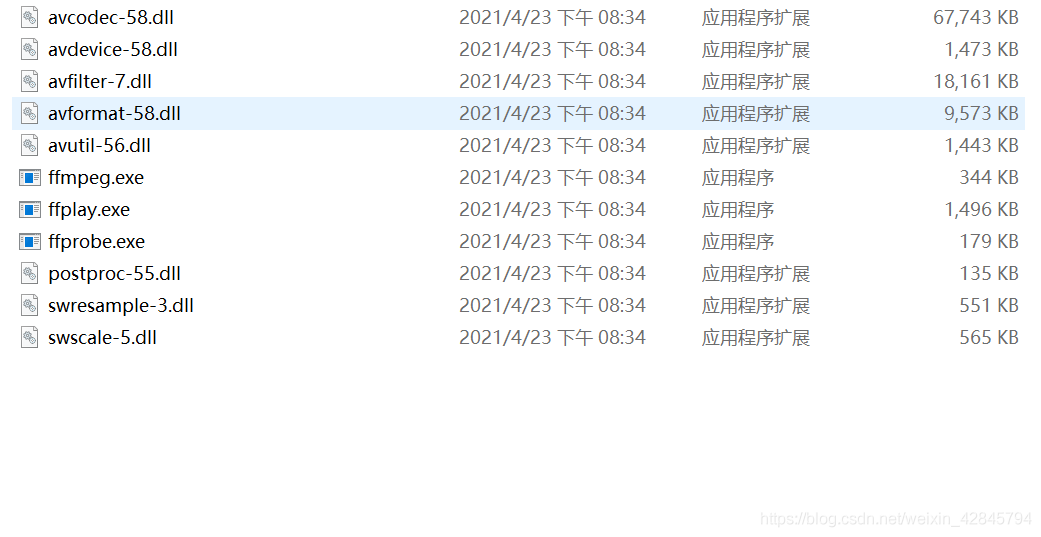 avcodec-58.dll 2021/4/23 下午 08:34 应用程序扩展 67,743 KB
avdevice-58.dll 2021/4/23 下午 08:34 应用程序扩展 1,473 KB
avfilter-7.dll 2021/4/23 下午 08:34 应用程序扩展 18,161 KB
avformat-58.dll 2021/4/23 下午 08:34 应用程序扩展 9,573 KB
avutil-56.dll 2021/4/23 下午 08:34 应用程序扩展 1,443 KB
ffmpeg.exe 2021/4/23 下午 08:34 应用程序 344 KB
ffplay.exe 2021/4/23 下午 08:34 应用程序 1,496 KB
ffprobe.exe 2021/4/23 下午 08:34 应用程序 179 KB
postproc-55.dll 2021/4/23 下午 08:34 应用程序扩展 135 KB
swresample-3.dll 2021/4/23 下午 08:34 应用程序扩展 551 KB
swscale-5.dll 2021/4/23 下午 08:34 应用程序扩展 565 KB
https://blog.csdn.net/weixin_42845794